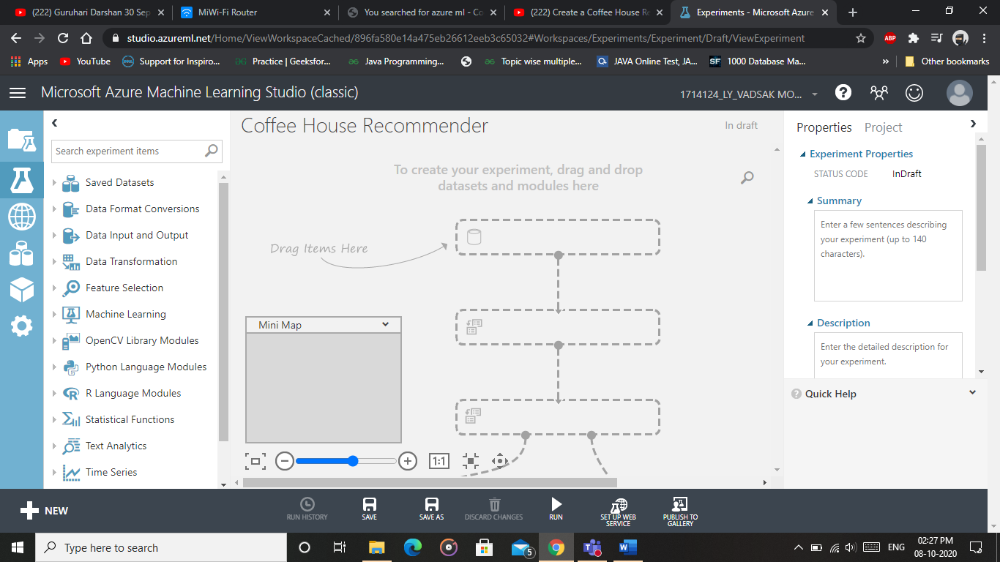 (222) Guruhari Darshan 30 Sep
MiWi-Fi Router
You searched for azure ml - Co
(222) Create a Coffee House Re
Experiments - Microsoft Azure
studio.azureml.net/Home/ViewWorkspaceCached/896fa580e14a475eb26612eeb3c65032#Workspaces/Experiments/Experiment/Draft/ViewExperiment
ABP
Apps
YouTube
Support for Inspiro...
Practice | Geeksfor...
Java Programming...
Topic wise multiple...
JAVA Online Test, JA...
SF
1000 Database Ma...
»
Other bookmarks
Microsoft Azure Machine Learning Studio (classic)
1714124_LY_VADSAK MO...
Search experiment items
Saved Datasets
Data Format Conversions
Data Input and Output
Data Transformation
Feature Selection
Machine Learning
OpenCV Library Modules
Python Language Modules
R Language Modules
Statistical Functions
Text Analytics
Time Series
Coffee House Recommender
In draft
To create your experiment, drag and drop
datasets and modules here
Drag Items Here
Mini Map
1:1
Properties
Project
Experiment Properties
STATUS CODE
InDraft
Summary
Enter a few sentences describing
your experiment (up to 140
characters).
Description
Enter the detailed description for
your experiment.
Quick Help
NEW
RUN HISTORY
SAVE
SAVE AS
DISCARD CHANGES
RUN
SET UP WEB
SERVICE
PUBLISH TO
GALLERY
Type here to search
5
ENG
02:27 PM
08-10-2020